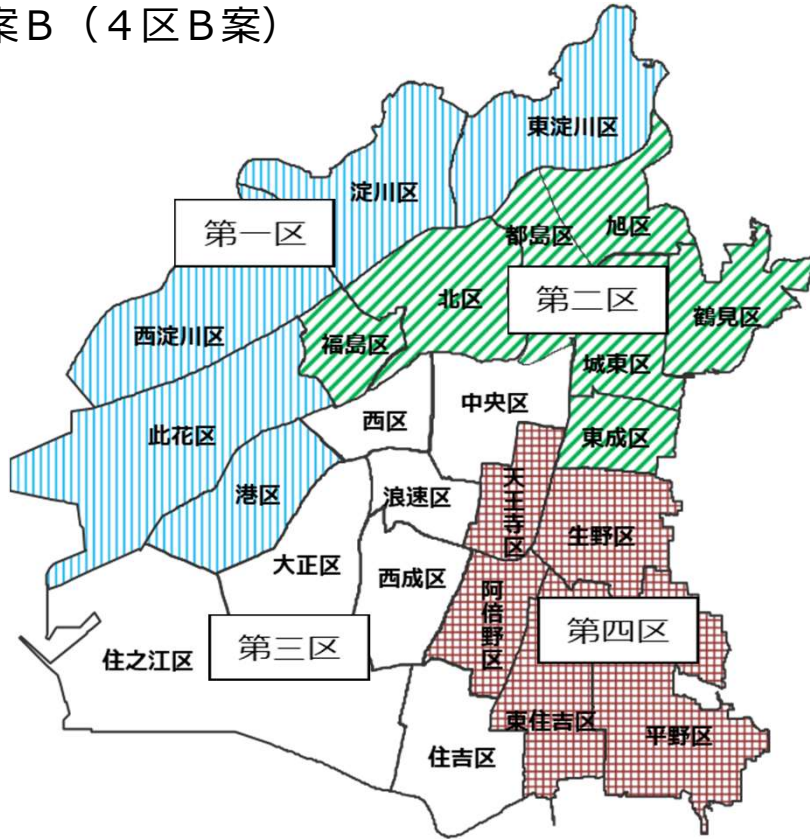 案Ｂ（４区Ｂ案）
東淀川区
淀川区
第一区
都島区
旭区
北区
第二区
鶴見区
西淀川区
福島区
城東区
中央区
西区
此花区
東成区
港区
浪速区
天王寺区
生野区
大正区
西成区
阿倍野区
第四区
第三区
住之江区
東住吉区
平野区
住吉区